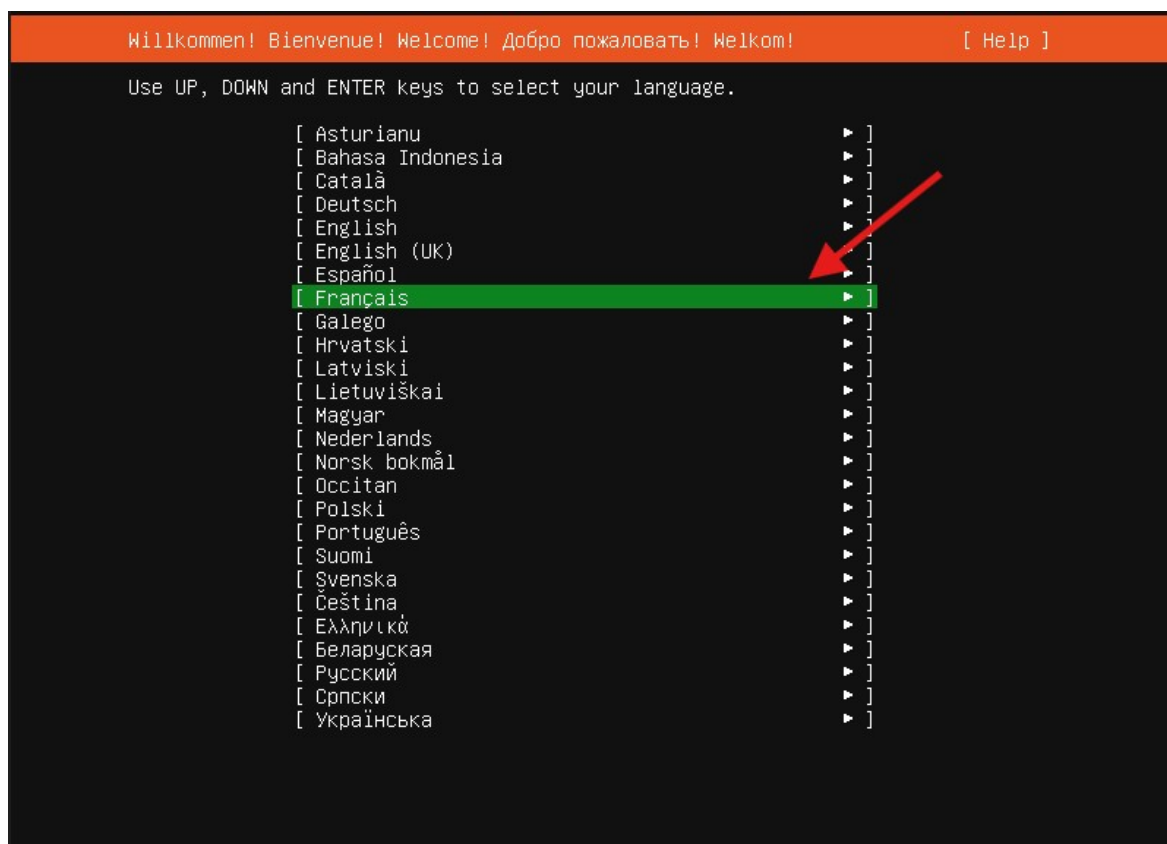 Willkommen! Bienvenue! Welcome! Добро пожаловать! Welkom! [ Help ]
Use UP, DOWN and ENTER keys to select your language.
[ Asturianu ► ]
[ Bahasa Indonesia ► ]
[ Català ► ]
[ Deutsch ► ]
[ English ► ]
[ English (UK) ► ]
[ Español ► ]
[ Français ► ]
[ Galego ► ]
[ Hrvatski ► ]
[ Latviski ► ]
[ Lietuviškai ► ]
[ Magyar ► ]
[ Nederlands ► ]
[ Norsk bokmål ► ]
[ Occitan ► ]
[ Polski ► ]
[ Português ► ]
[ Suomi ► ]
[ Svenska ► ]
[ Čeština ► ]
[ Ελληνικά ► ]
[ Беларуская ► ]
[ Русский ► ]
[ Српски ► ]
[ Українська ► ]